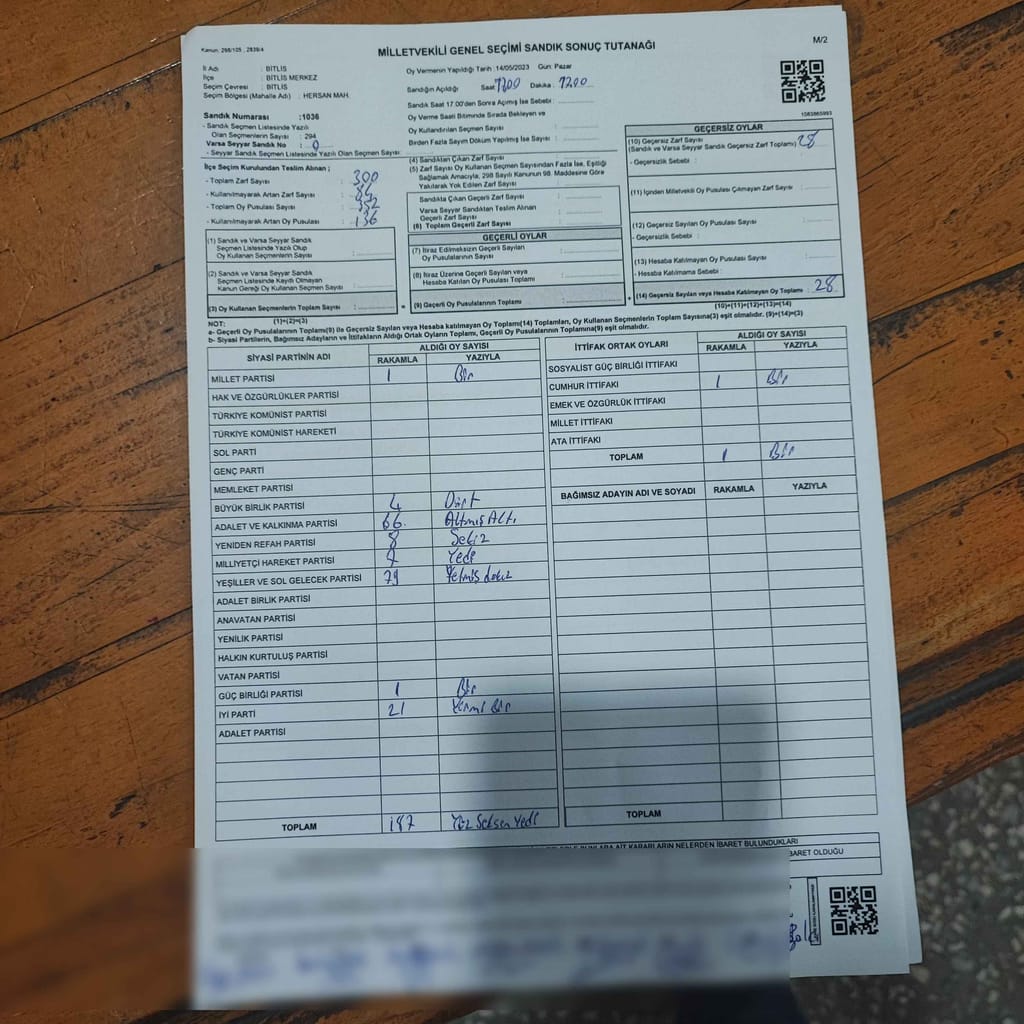 Kanun: 298/105 , 2839/4
MİLLETVEKİLİ GENEL SEÇİMİ SANDIK SONUÇ TUTANAĞI
M/2
İl Adı : BİTLİS
İlçe : BİTLİS MERKEZ
Seçim Çevresi : BİTLİS
Seçim Bölgesi (Mahalle Adı) : HERSAN MAH.
Sandık Numarası :1036
- Sandık Seçmen Listesinde Yazılı
Olan Seçmenlerin Sayısı : 294
Varsa Seyyar Sandık No : 0
- Seyyar Sandık Seçmen Listesinde Yazılı Olan Seçmen Sayısı :
İlçe Seçim Kurulundan Teslim Alınan ;
- Toplam Zarf Sayısı : 300
- Kullanılmayarak Artan Zarf Sayısı : 84
- Toplam Oy Pusulası Sayısı : 352
- Kullanılmayarak Artan Oy Pusulası : 136
(1) Sandık ve Varsa Seyyar Sandık
Seçmen Listesinde Yazılı Olup
Oy Kullanan Seçmenlerin Sayısı :
(2) Sandık ve Varsa Seyyar Sandık
Seçmen Listesinde Kayıtlı Olmayan
Kanun Gereği Oy Kullanan Seçmen Sayısı :
(3) Oy Kullanan Seçmenlerin Toplam Sayısı :
(1)+(2)=(3)
Oy Vermenin Yapıldığı Tarih :14/05/2023 Gün: Pazar
Sandığın Açıldığı Saat 1700 Dakika : 1700
Sandık Saat 17.00'den Sonra Açımış İse Sebebi :
Oy Verme Saati Bitiminde Sırada Bekleyen ve
Oy Kullandırılan Seçmen Sayısı :
Birden Fazla Sayım Döküm Yapılmış İse Sayısı :
(4) Sandıktan Çıkan Zarf Sayısı :
(5) Zarf Sayısı Oy Kullanan Seçmen Sayısından Fazla İse, Eşitliği
Sağlamak Amacıyla, 298 Sayılı Kanunun 98. Maddesine Göre
Yakılarak Yok Edilen Zarf Sayısı :
Sandıkta Çıkan Geçerli Zarf Sayısı :
Varsa Seyyar Sandıktan Teslim Alınan
Geçerli Zarf Sayısı :
(6) Toplam Geçerli Zarf Sayısı :
GEÇERLİ OYLAR
(7) İtiraz Edilmeksizin Geçerli Sayılan
Oy Pusulalarının Sayısı :
(8) İtiraz Üzerine Geçerli Sayılan veya
Hesaba Katılan Oy Pusulası Toplamı :
= (9) Geçerli Oy Pusulalarının Toplamı :
1083865993
GEÇERSİZ OYLAR
(10) Geçersiz Zarf Sayısı :
(Sandık ve Varsa Seyyar Sandık Geçersiz Zarf Toplamı) 28
- Geçersizlik Sebebi :
(11) İçinden Milletvekili Oy Pusulası Çıkmayan Zarf Sayısı :
(12) Geçersiz Sayılan Oy Pusulası Sayısı :
- Geçersizlik Sebebi :
(13) Hesaba Katılmayan Oy Pusulası Sayısı :
- Hesaba Katılmama Sebebi :
+ (14) Geçersiz Sayılan veya Hesaba Katılmayan Oy Toplamı : 28
(10)+(11)+(12)+(13)=(14)
NOT:
a- Geçerli Oy Pusulalarının Toplamı(9) ile Geçersiz Sayılan veya Hesaba katılmayan Oy Toplamı(14) Toplamları, Oy Kullanan Seçmenlerin Toplam Sayısına(3) eşit olmalıdır. (9)+(14)=(3)
b- Siyasi Partilerin, Bağımsız Adayların ve İttifakların Aldığı Ortak Oyların Toplamı, Geçerli Oy Pusulalarının Toplamına(9) eşit olmalıdır.
SİYASİ PARTİNİN ADI ALDIĞI OY SAYISI
RAKAMLA YAZIYLA
MİLLET PARTİSİ 1 Bir
HAK VE ÖZGÜRLÜKLER PARTİSİ
TÜRKİYE KOMÜNİST PARTİSİ
TÜRKİYE KOMÜNİST HAREKETİ
SOL PARTİ
GENÇ PARTİ
MEMLEKET PARTİSİ
BÜYÜK BİRLİK PARTİSİ 4 Dört
ADALET VE KALKINMA PARTİSİ 66 Altmış Altı
YENİDEN REFAH PARTİSİ 8 Sekiz
MİLLİYETÇİ HAREKET PARTİSİ 7 Yedi
YEŞİLLER VE SOL GELECEK PARTİSİ 79 Yetmiş dokuz
ADALET BİRLİK PARTİSİ
ANAVATAN PARTİSİ
YENİLİK PARTİSİ
HALKIN KURTULUŞ PARTİSİ
VATAN PARTİSİ
GÜÇ BİRLİĞİ PARTİSİ 1 Bir
İYİ PARTİ 21 Yirmi Bir
ADALET PARTİSİ
TOPLAM 187 Yüz Seksen Yedi
İTTİFAK ORTAK OYLARI ALDIĞI OY SAYISI
RAKAMLA YAZIYLA
SOSYALİST GÜÇ BİRLİĞİ İTTİFAKI
CUMHUR İTTİFAKI 1 Bir
EMEK VE ÖZGÜRLÜK İTTİFAKI
MİLLET İTTİFAKI
ATA İTTİFAKI
TOPLAM 1 Bir
BAĞIMSIZ ADAYIN ADI VE SOYADI RAKAMLA YAZIYLA
TOPLAM
BUNLARA AİT KARARLARIN NELERDEN İBARET BULUNDUKLARI
İBARET OLDUĞU